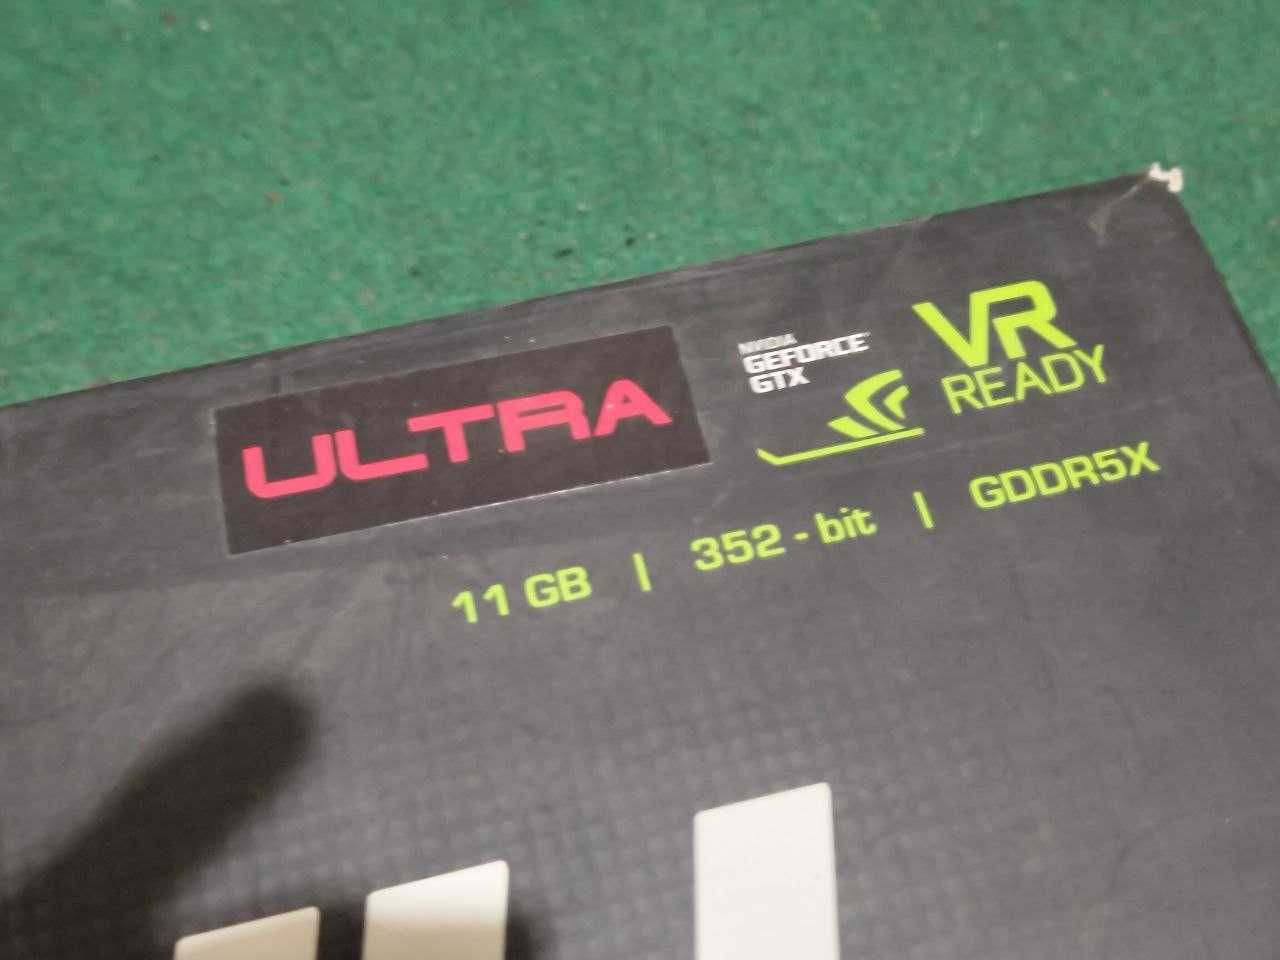 ULTRA
NVIDIA
GEFORCE
GTX
VR
READY
11 GB | 352 - bit | GDDR5X